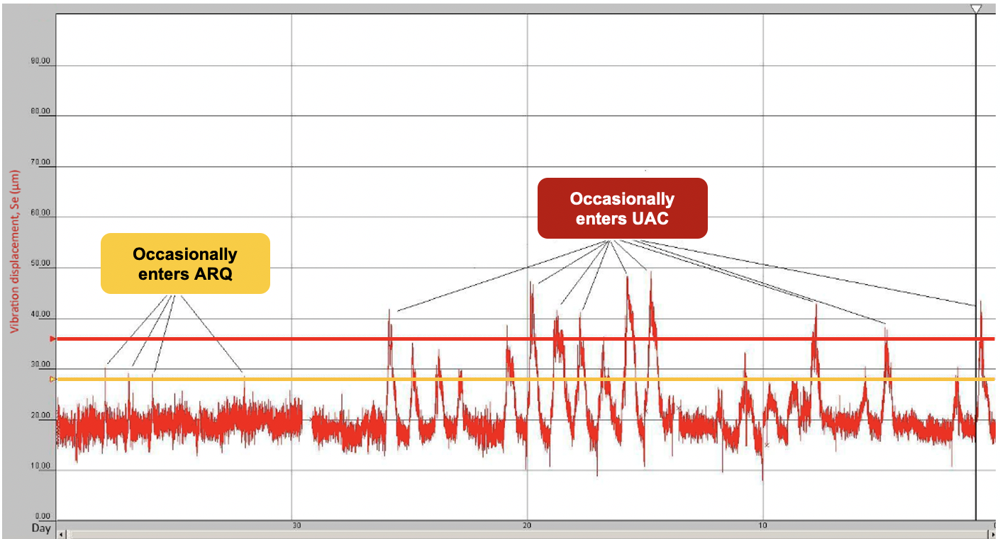 90.00
80.00
70.00
60.00
50.00
40.00
30.00
20.00
10.00
0.00
Vibration displacement, Se (μm)
Occasionally
enters ARQ
Occasionally
enters UAC
Day
30
20
10
0